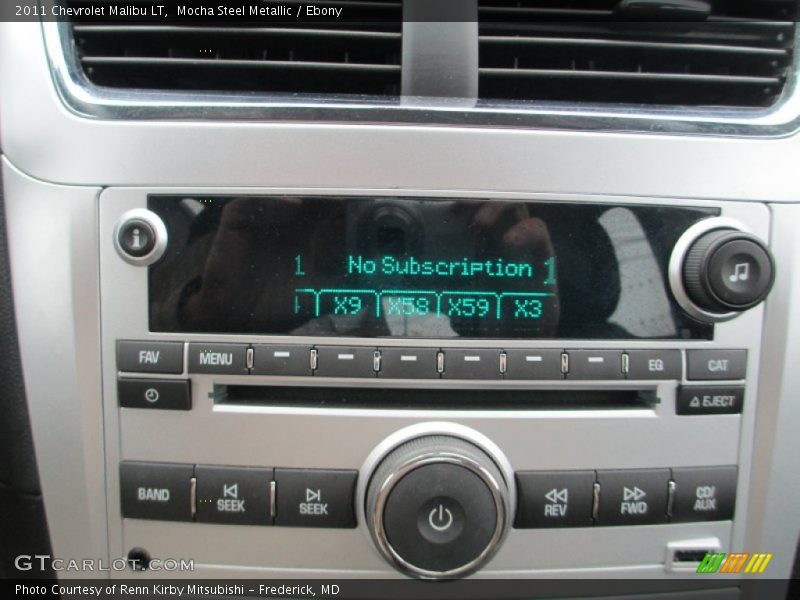 2011 Chevrolet Malibu LT, Mocha Steel Metallic / Ebony
i
1 No Subscription 1
X9 X58 X59 X3
FAV MENU EQ CAT
EJECT
BAND SEEK SEEK REV FWD CD/AUX
GTCARLOT.COM
Photo Courtesy of Renn Kirby Mitsubishi - Frederick, MD